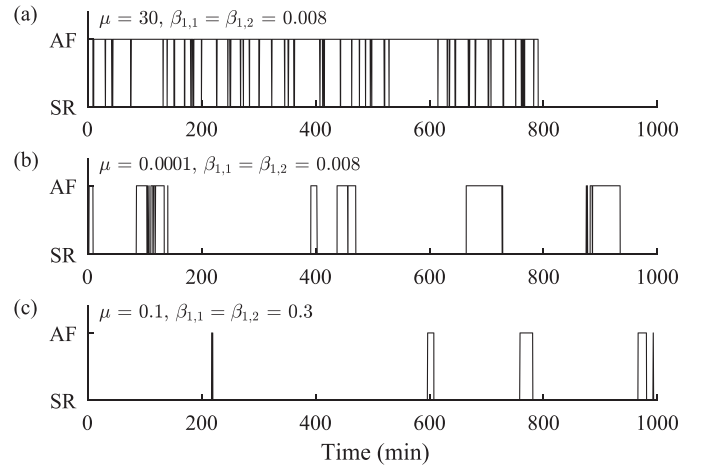 (a)
μ = 30, β1,1 = β1,2 = 0.008
AF
SR
0 200 400 600 800 1000
(b)
μ = 0.0001, β1,1 = β1,2 = 0.008
AF
SR
0 200 400 600 800 1000
(c)
μ = 0.1, β1,1 = β1,2 = 0.3
AF
SR
0 200 400 600 800 1000
Time (min)